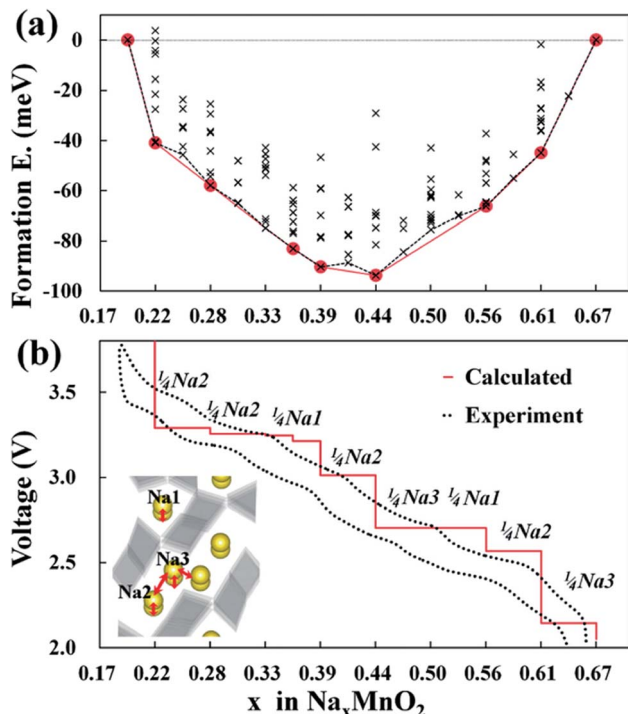 (a)
Formation E. (meV)
0
-20
-40
-60
-80
-100
0.17 0.22 0.28 0.33 0.39 0.44 0.50 0.56 0.61 0.67
(b)
Voltage (V)
3.5
3.0
2.5
2.0
Calculated
Experiment
¼Na2
¼Na2
¼Na1
¼Na2
¼Na3
¼Na1
¼Na2
¼Na3
Na1
Na3
Na2
0.17 0.22 0.28 0.33 0.39 0.44 0.50 0.56 0.61 0.67
x in NaₓMnO₂